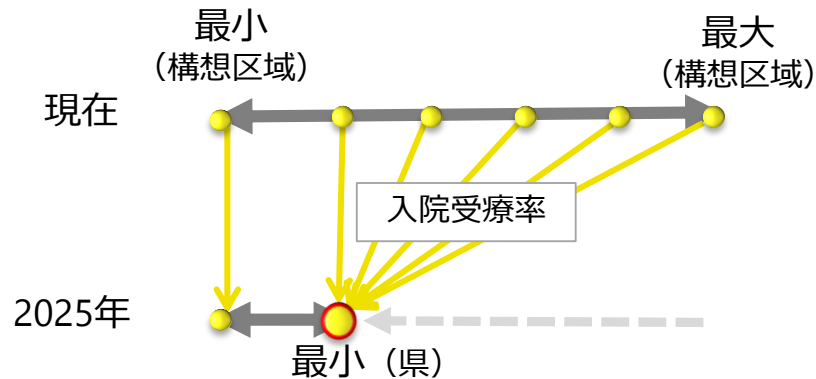 最小
（構想区域）
最大
（構想区域）
現在
入院受療率
2025年
最小（県）